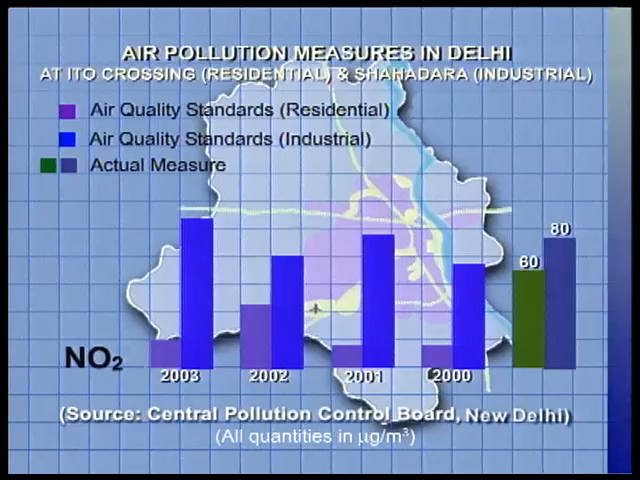 AIR POLLUTION MEASURES IN DELHI
AT ITO CROSSING (RESIDENTIAL) & SHAHADARA (INDUSTRIAL)
Air Quality Standards (Residential)
Air Quality Standards (Industrial)
Actual Measure
80
60
NO₂
2003 2002 2001 2000
(Source: Central Pollution Control Board, New Delhi)
(All quantities in µg/m³)